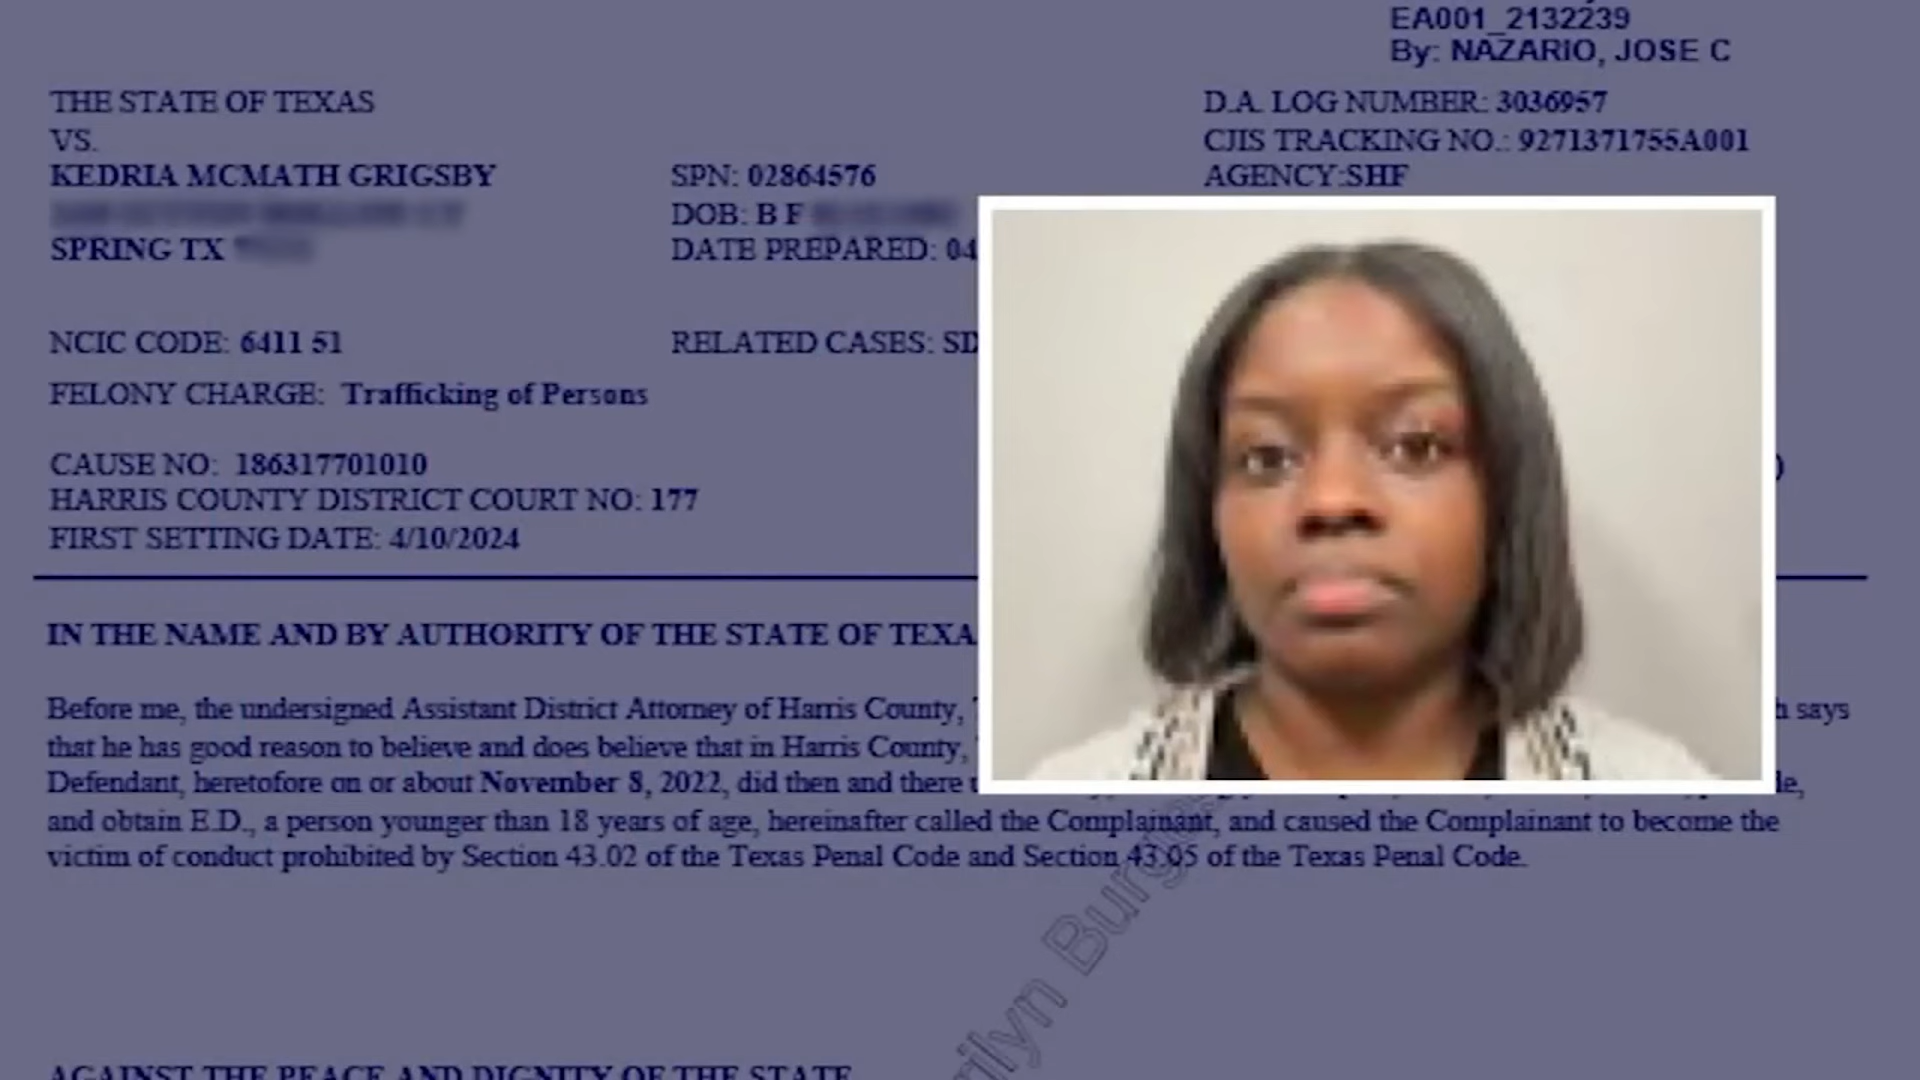 EA001_2132239
By: NAZARIO, JOSE C
THE STATE OF TEXAS
D.A. LOG NUMBER: 3036957
VS.
CJIS TRACKING NO.: 9271371755A001
KEDRIA MCMATH GRIGSBY
SPN: 02864576
AGENCY:SHF
DOB: B F
SPRING TX
DATE PREPARED: 04
NCIC CODE: 6411 51
RELATED CASES: SD
FELONY CHARGE: Trafficking of Persons
CAUSE NO: 186317701010
HARRIS COUNTY DISTRICT COURT NO: 177
FIRST SETTING DATE: 4/10/2024
IN THE NAME AND BY AUTHORITY OF THE STATE OF TEXA
Before me, the undersigned Assistant District Attorney of Harris County, says
that he has good reason to believe and does believe that in Harris County,
Defendant, heretofore on or about November 8, 2022, did then and there
and obtain E.D., a person younger than 18 years of age, hereinafter called the Complainant, and caused the Complainant to become the
victim of conduct prohibited by Section 43.02 of the Texas Penal Code and Section 43.05 of the Texas Penal Code.
rilyn Burge
AGAINST THE PEACE AND DIGNITY OF THE STATE